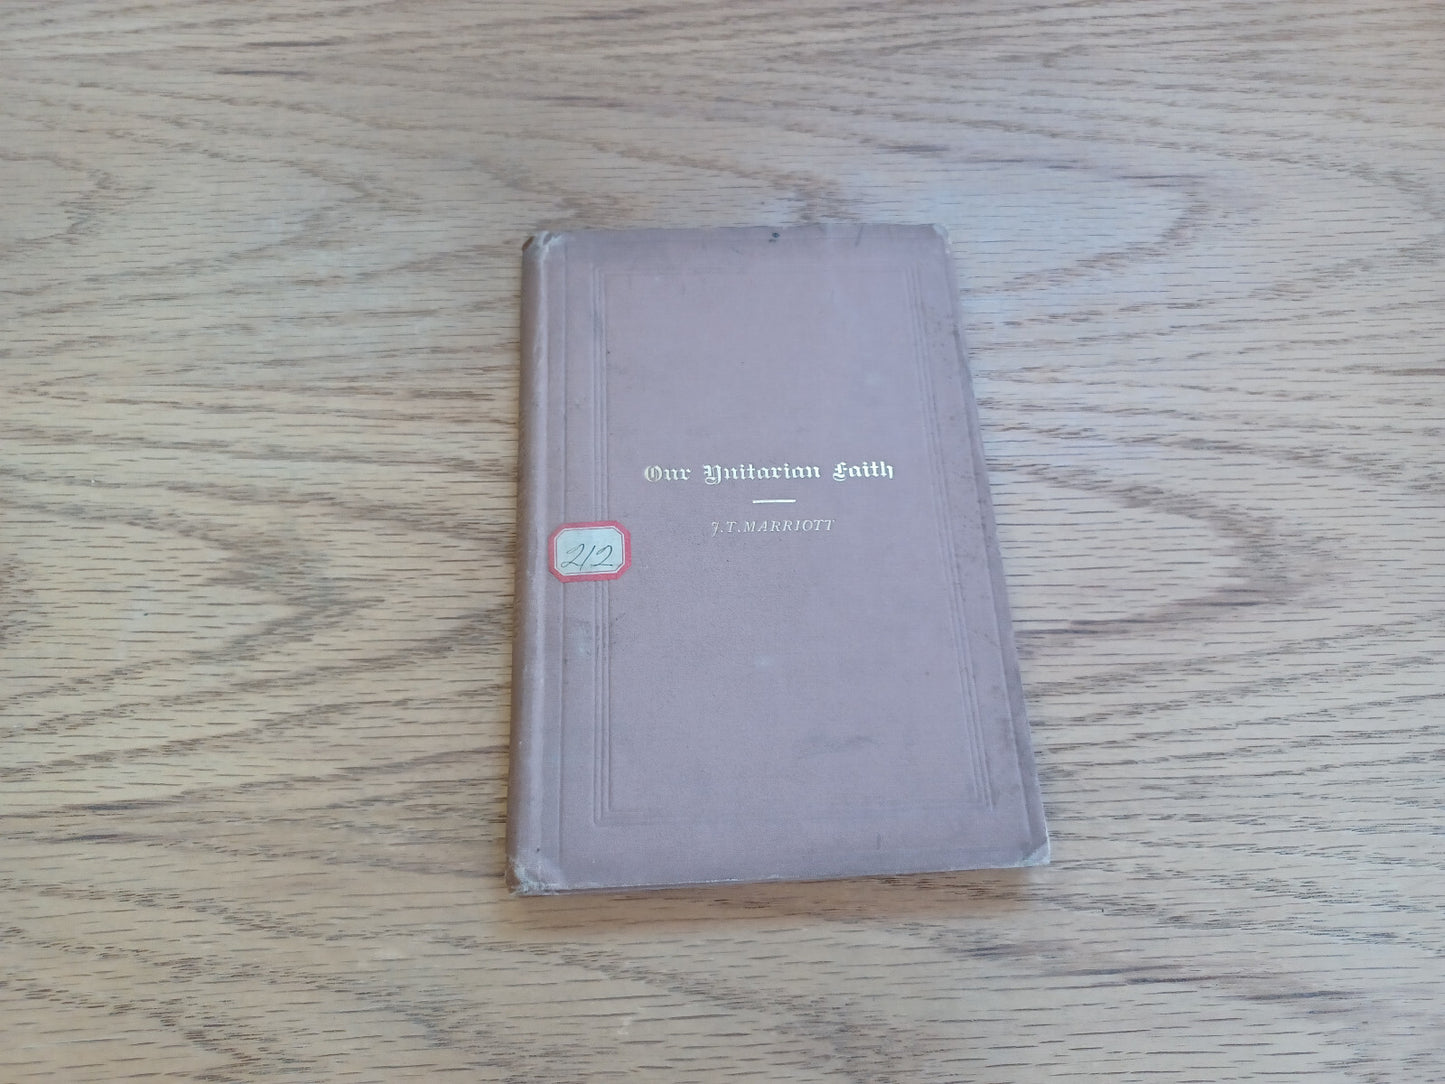 Our Unitarian Faith
J. T. MARRIOTT
212